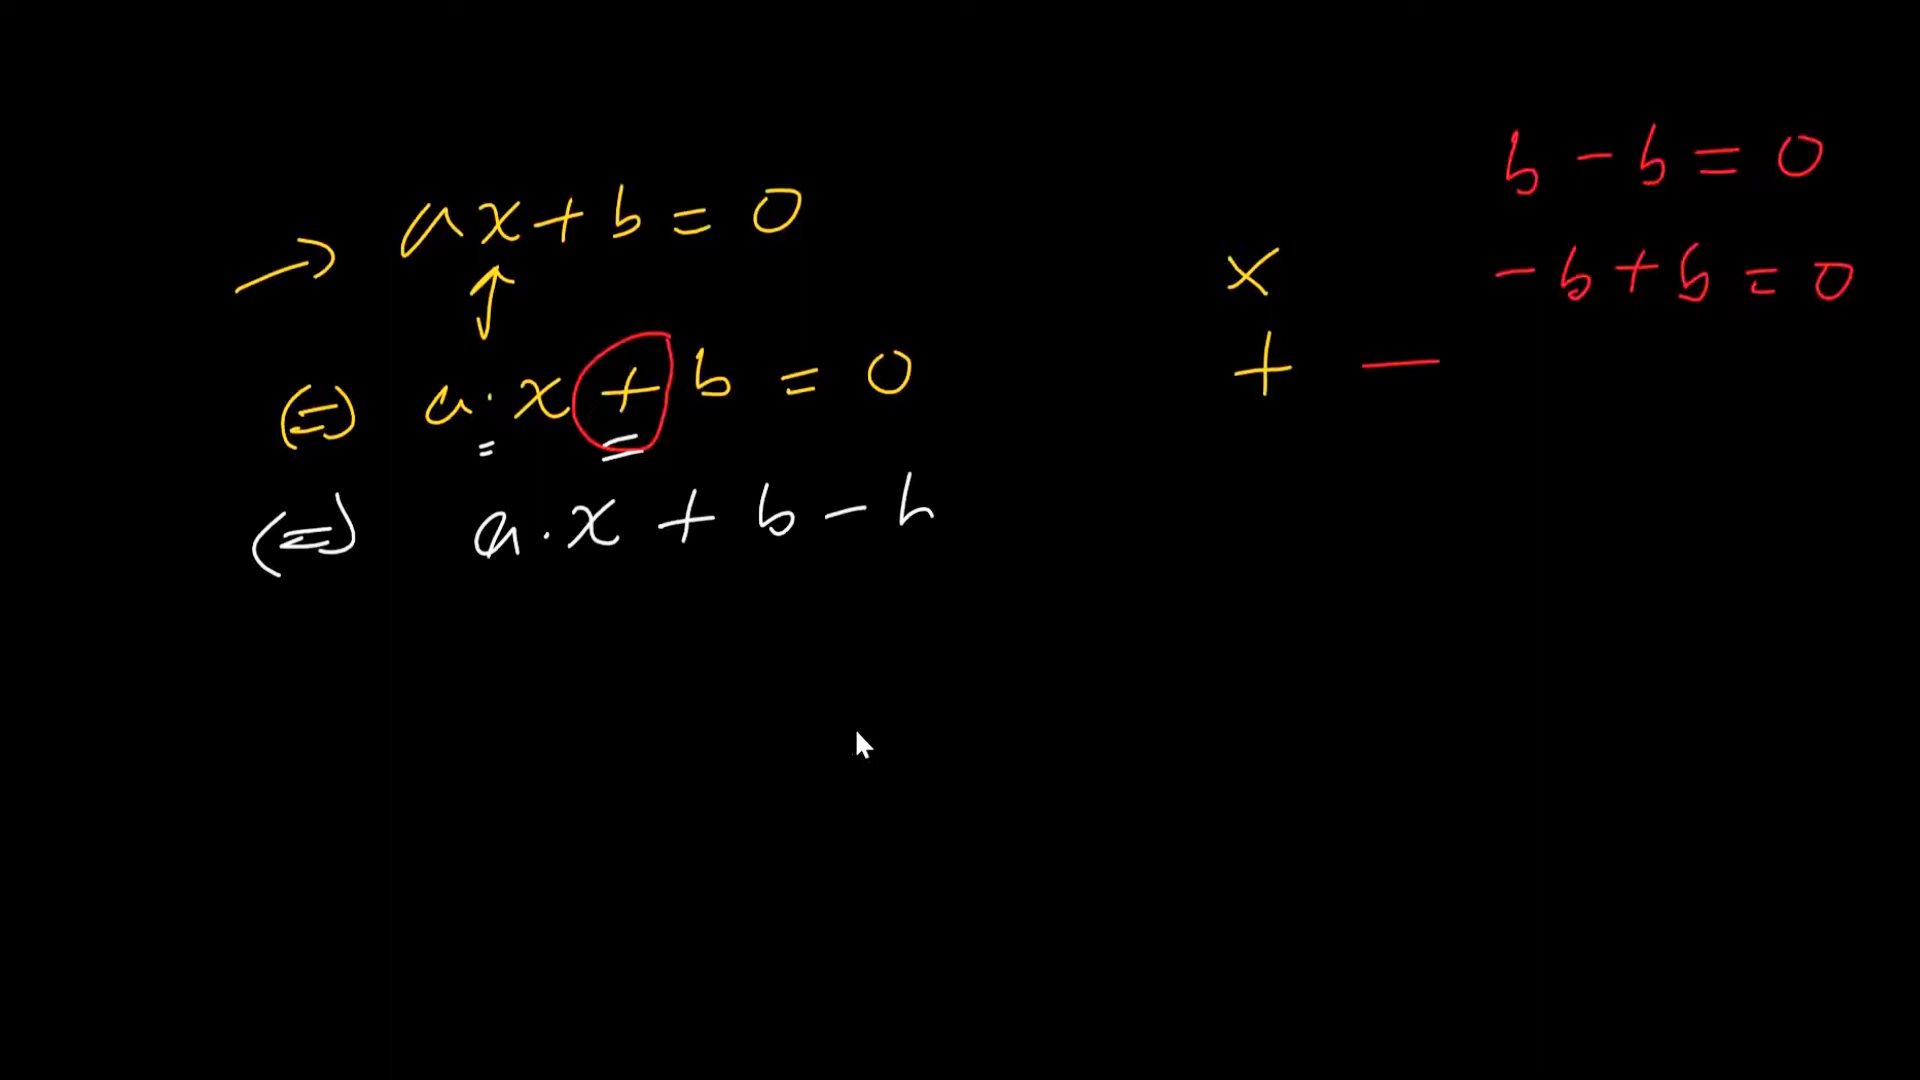 → ax + b = 0
⇔ a · x + b = 0
⇔ a · x + b - h
b - b = 0
- b + b = 0
×
+ —